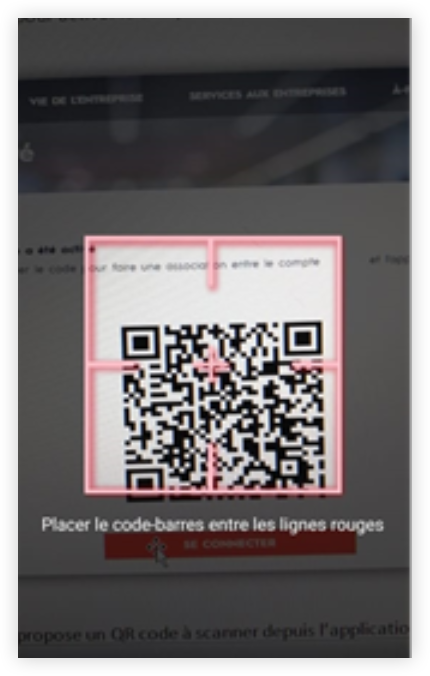 VIE DE L'ENTREPRISE SERVICES AUX ENTREPRISES
é
a été activé
le code pour faire une association entre le compte et
Placer le code-barres entre les lignes rouges
SE CONNECTER
propose un QR code à scanner depuis l'applicatio